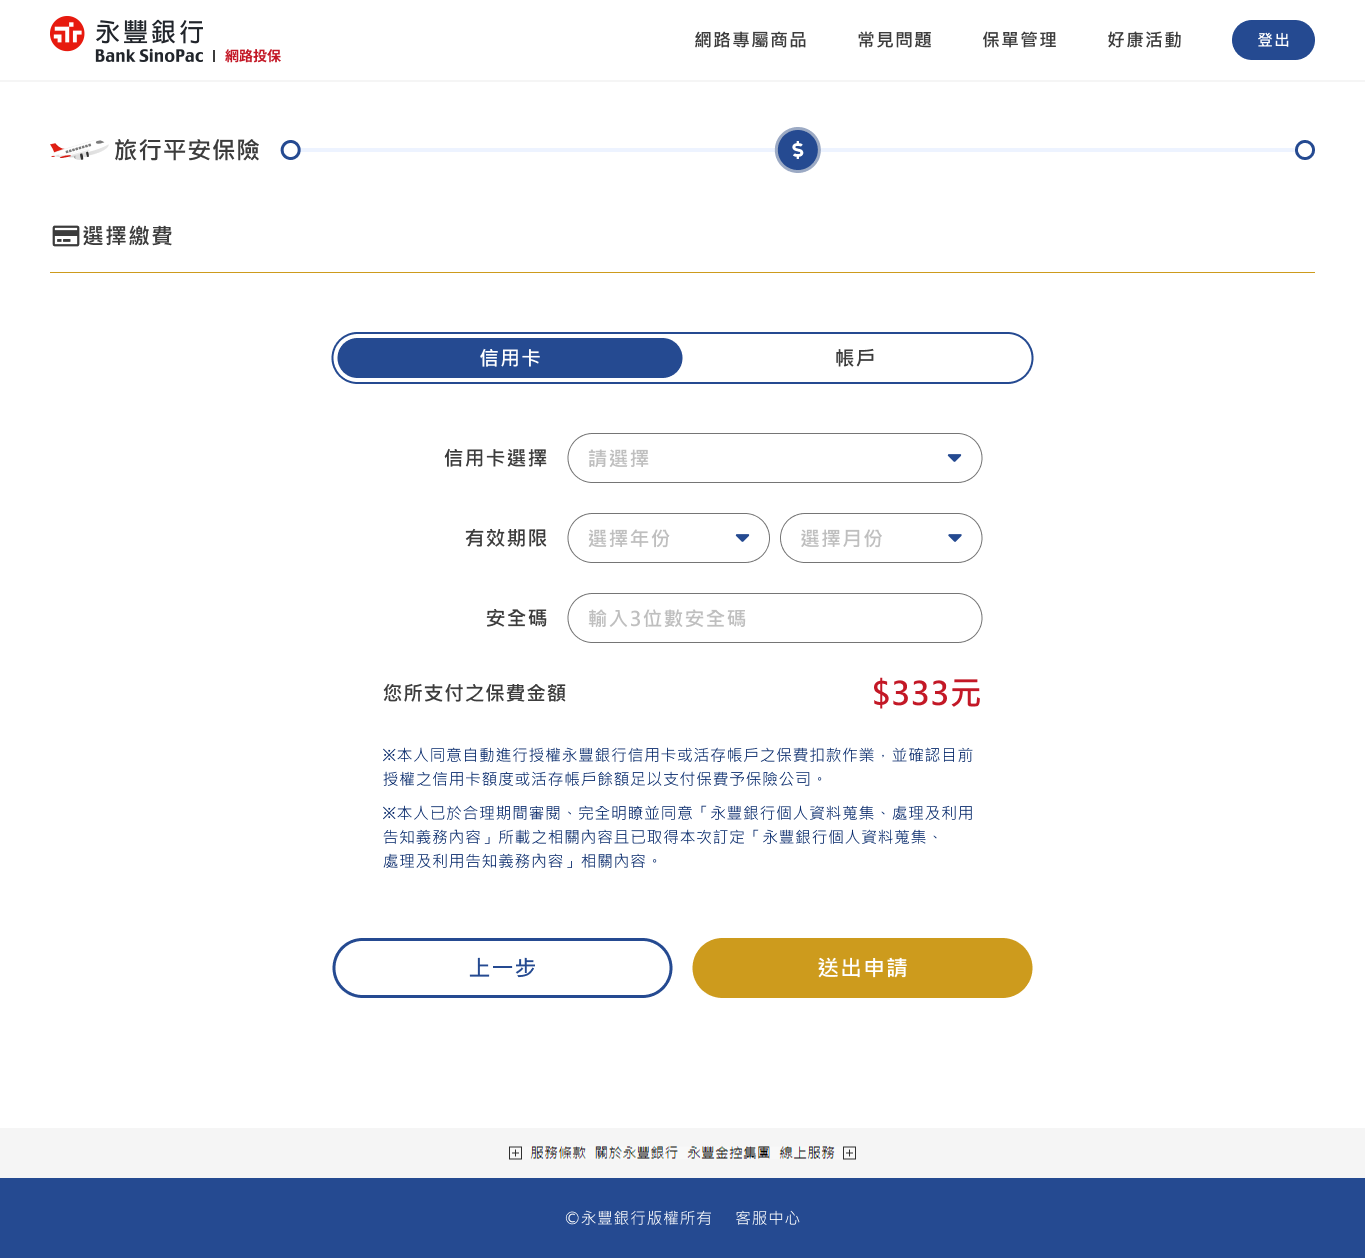 永豐銀行
Bank SinoPac | 網路投保
網路專屬商品 常見問題 保單管理 好康活動 登出
旅行平安保險 $
選擇繳費
信用卡 帳戶
信用卡選擇 請選擇
有效期限 選擇年份 選擇月份
安全碼 輸入3位數安全碼
您所支付之保費金額 $333元
※本人同意自動進行授權永豐銀行信用卡或活存帳戶之保費扣款作業，並確認目前
授權之信用卡額度或活存帳戶餘額足以支付保費予保險公司。
※本人已於合理期間審閱、完全明瞭並同意「永豐銀行個人資料蒐集、處理及利用
告知義務內容」所載之相關內容且已取得本次訂定「永豐銀行個人資料蒐集、
處理及利用告知義務內容」相關內容。
上一步 送出申請
服務條款 關於永豐銀行 永豐金控集團 線上服務
©永豐銀行版權所有 客服中心